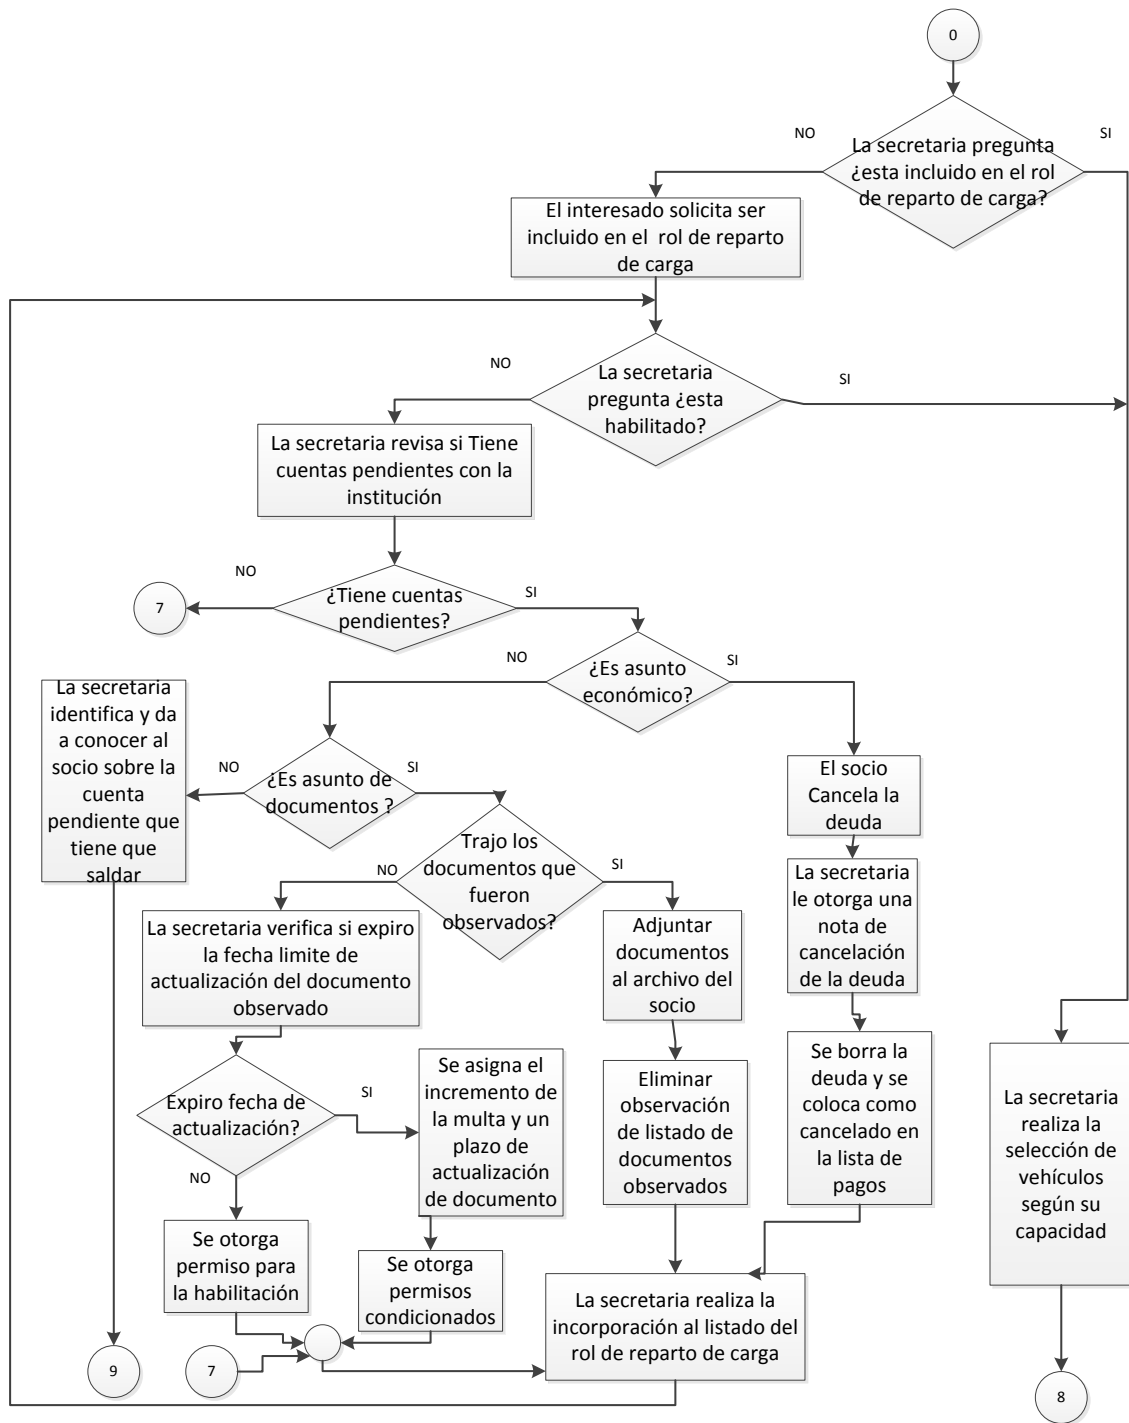 0
NO
SI
La secretaria pregunta
¿esta incluido en el rol
de reparto de carga?
El interesado solicita ser
incluido en el rol de reparto
de carga
NO
La secretaria
pregunta ¿esta
habilitado?
SI
La secretaria revisa si Tiene
cuentas pendientes con la
institución
NO
¿Tiene cuentas
pendientes?
SI
7
NO
¿Es asunto
económico?
SI
La secretaria
identifica y da
a conocer al
socio sobre la
cuenta
pendiente que
tiene que
saldar
NO
¿Es asunto de
documentos ?
SI
El socio
Cancela la
deuda
NO
Trajo los
documentos que
fueron
observados?
SI
La secretaria
le otorga una
nota de
cancelación
de la deuda
La secretaria verifica si expiro
la fecha limite de
actualización del documento
observado
Adjuntar
documentos
al archivo del
socio
Expiro fecha de
actualización?
SI
NO
Se asigna el
incremento de
la multa y un
plazo de
actualización
de documento
Eliminar
observación
de listado de
documentos
observados
Se borra la
deuda y se
coloca como
cancelado en
la lista de
pagos
La secretaria
realiza la
selección de
vehículos
según su
capacidad
Se otorga
permiso para
la habilitación
Se otorga
permisos
condicionados
La secretaria realiza la
incorporación al listado del
rol de reparto de carga
9
7
8